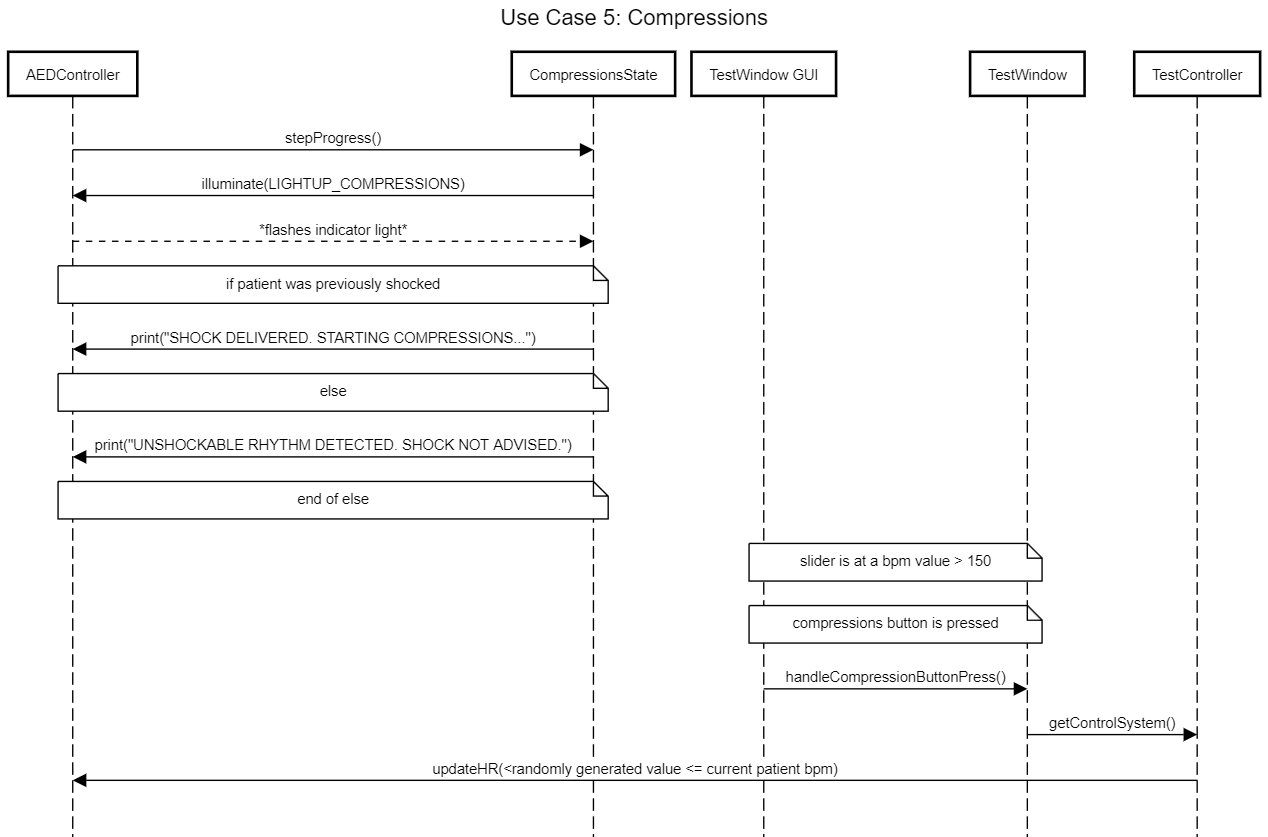 Use Case 5: Compressions
AEDController
CompressionsState
TestWindow GUI
TestWindow
TestController
stepProgress()
illuminate(LIGHTUP_COMPRESSIONS)
*flashes indicator light*
if patient was previously shocked
print("SHOCK DELIVERED. STARTING COMPRESSIONS...")
else
print("UNSHOCKABLE RHYTHM DETECTED. SHOCK NOT ADVISED.")
end of else
slider is at a bpm value > 150
compressions button is pressed
handleCompressionButtonPress()
getControlSystem()
updateHR(<randomly generated value <= current patient bpm)